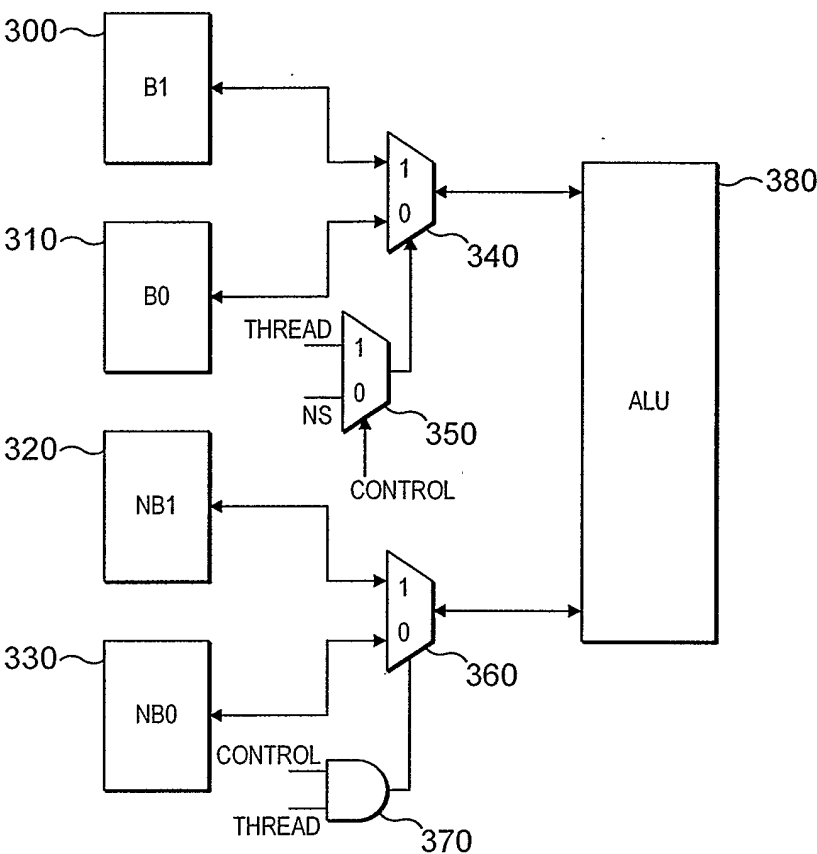 300
B1
1
380
310
B0
0
340
THREAD
1
0
NS
350
ALU
CONTROL
320
NB1
1
0
330
NB0
360
CONTROL
THREAD
370